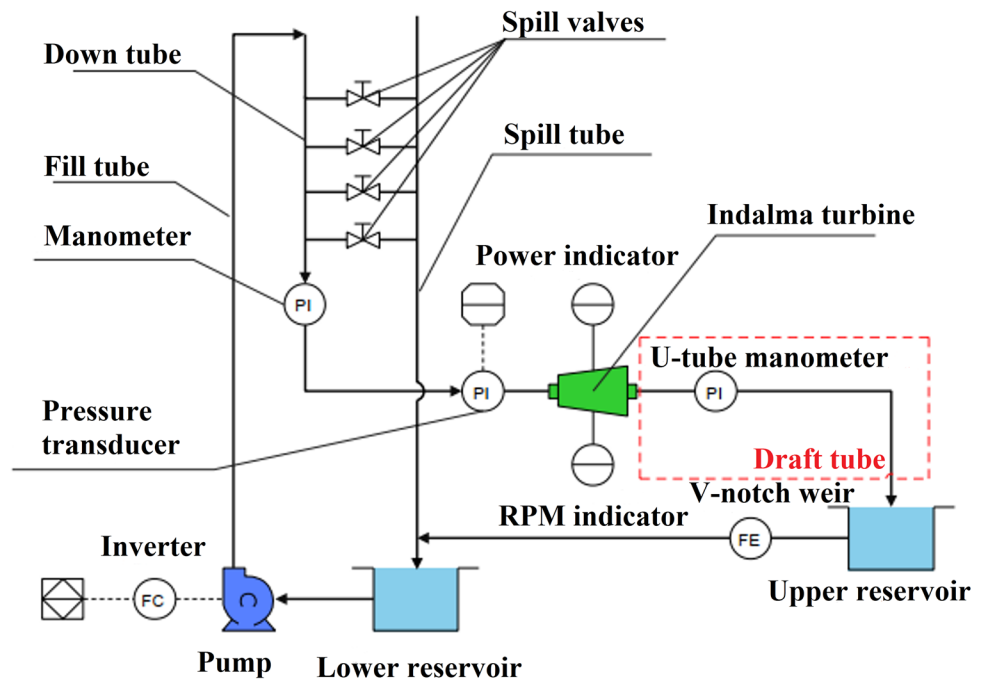 Spill valves
Down tube
Spill tube
Fill tube
Indalma turbine
Manometer
Power indicator
PI
U-tube manometer
PI
PI
Pressure
transducer
Draft tube
V-notch weir
RPM indicator
FE
Inverter
Upper reservoir
FC
Pump
Lower reservoir